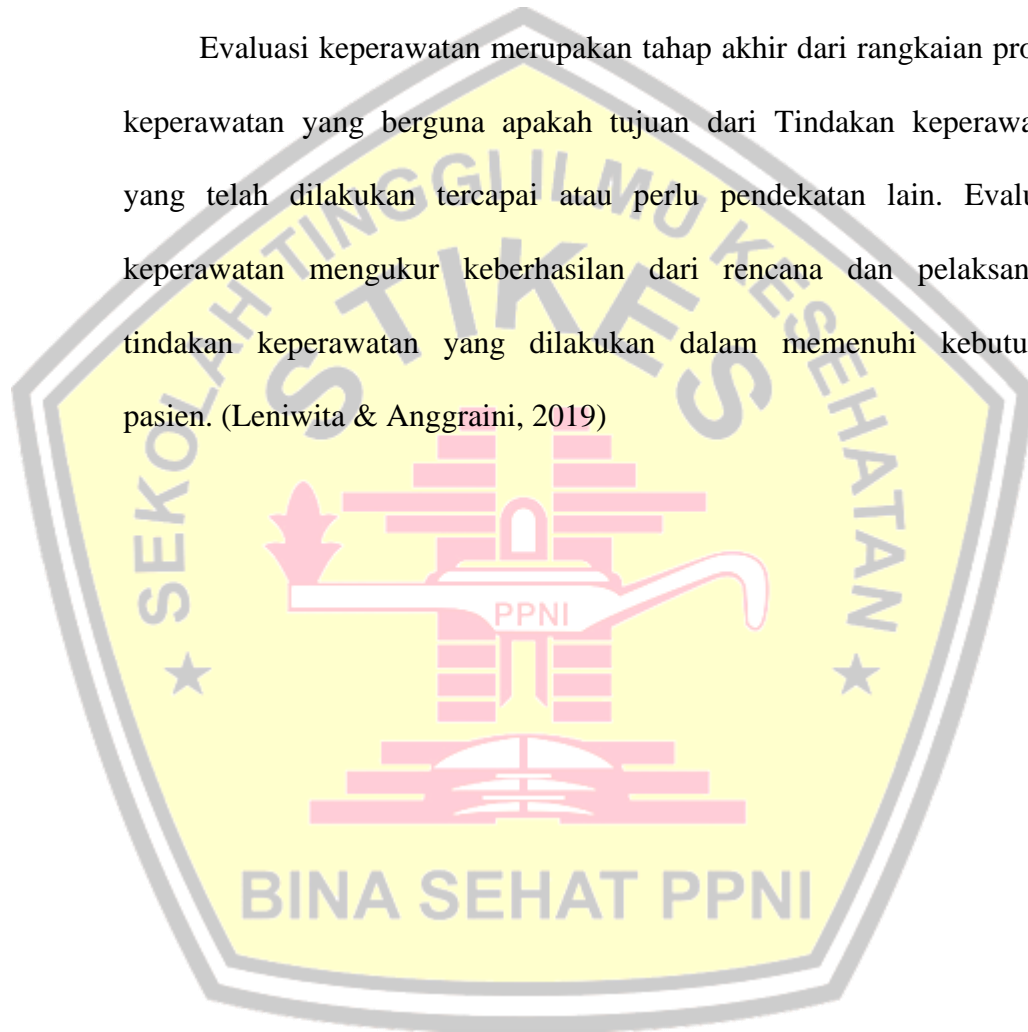 Evaluasi keperawatan merupakan tahap akhir dari rangkaian pro
keperawatan yang berguna apakah tujuan dari Tindakan keperawa
yang telah dilakukan tercapai atau perlu pendekatan lain. Evalu
keperawatan mengukur keberhasilan dari rencana dan pelaksan
tindakan keperawatan yang dilakukan dalam memenuhi kebutu
pasien. (Leniwita & Anggraini, 2019)
SEKOLAH TINGGI ILMU KESEHATAN
STIKES
PPNI
BINA SEHAT PPNI